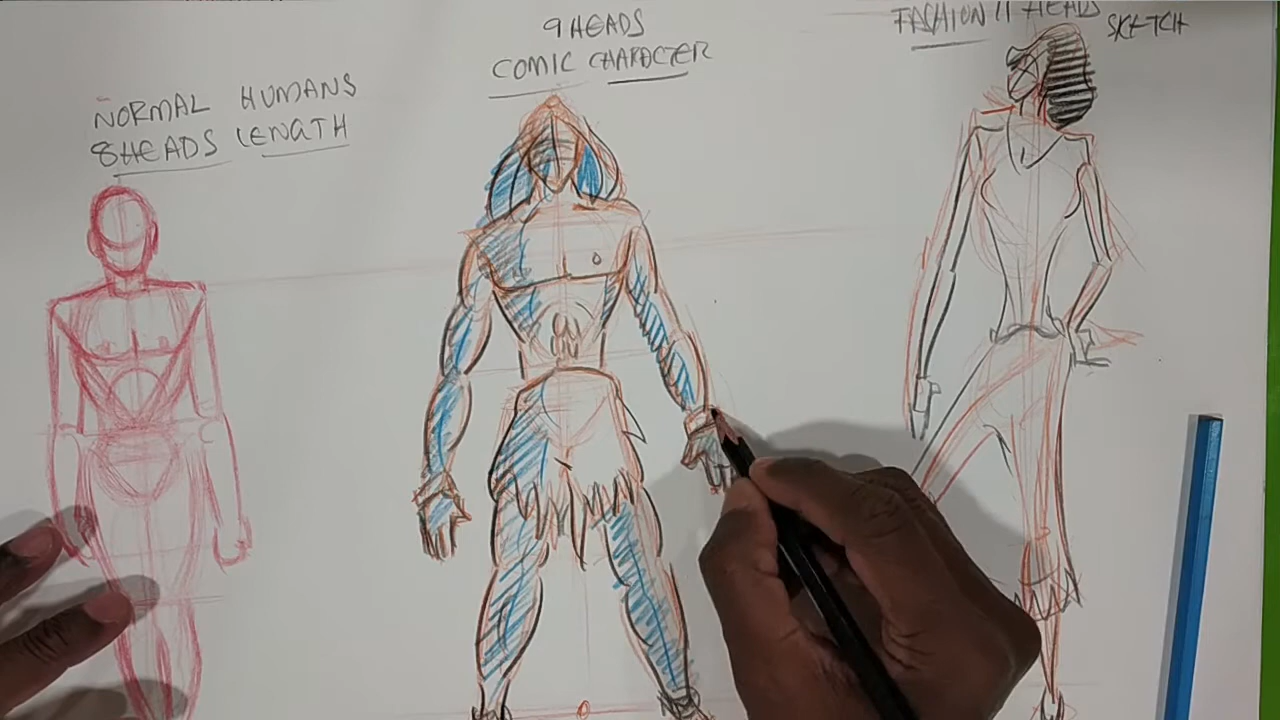 NORMAL HUMANS
8HEADS LENGTH
9 HEADS
COMIC CHARACTER
FASHION 11 HEADS
SKETCH